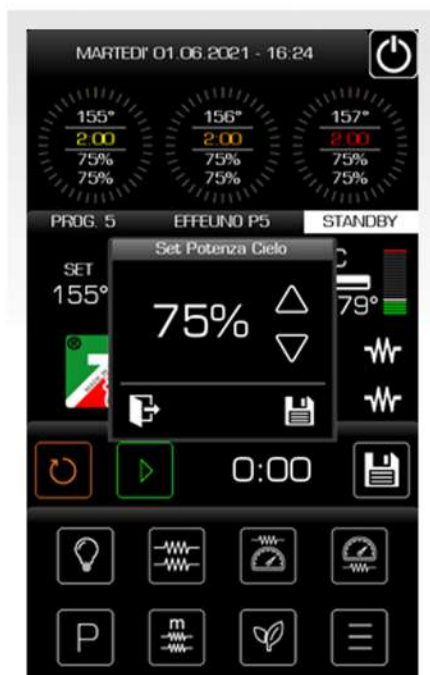 MARTEDI' 01.06.2021 - 16:24
155° 156° 157°
2:00 2:00 2:00
75% 75% 75%
75% 75% 75%
PROG. 5 EFFEUNO P5 STANDBY
Set Potenza Cielo
SET
155°
75%
79°
0:00
P
m